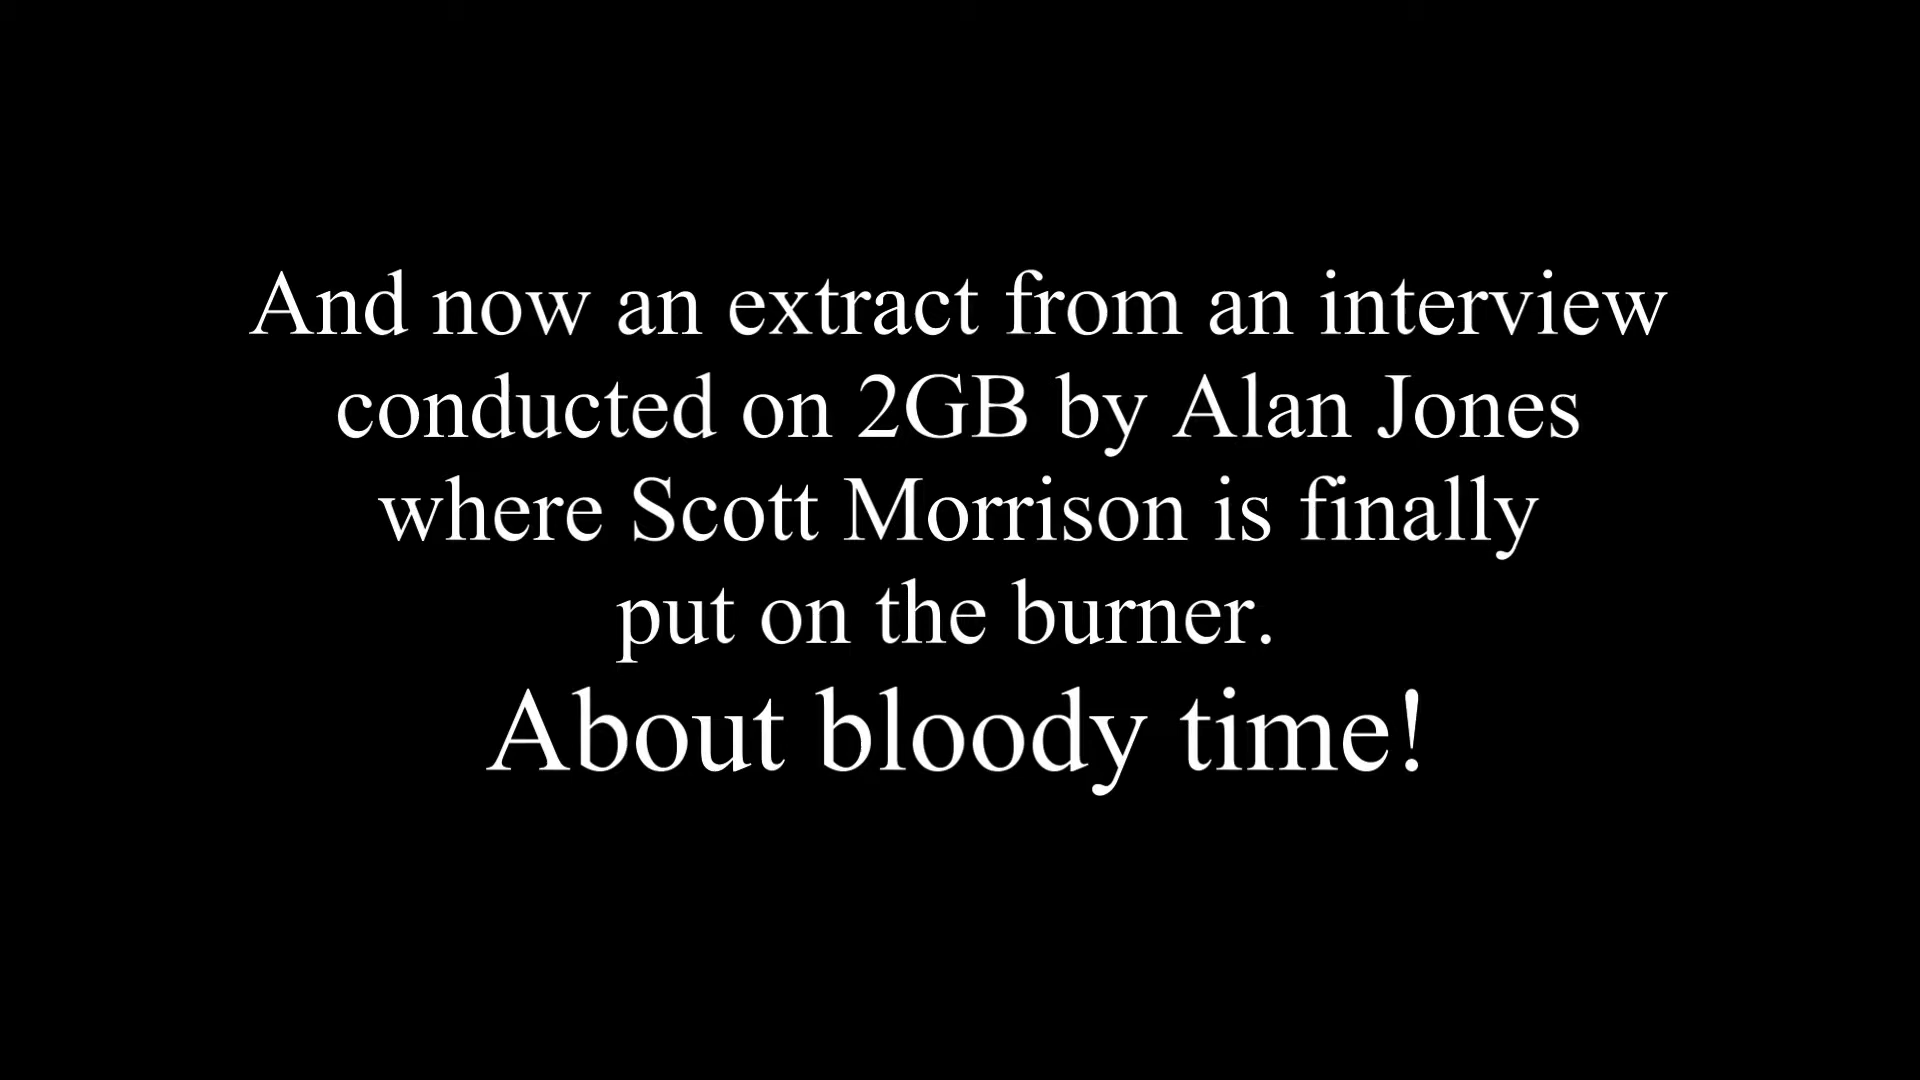 And now an extract from an interview
conducted on 2GB by Alan Jones
where Scott Morrison is finally
put on the burner.
About bloody time!